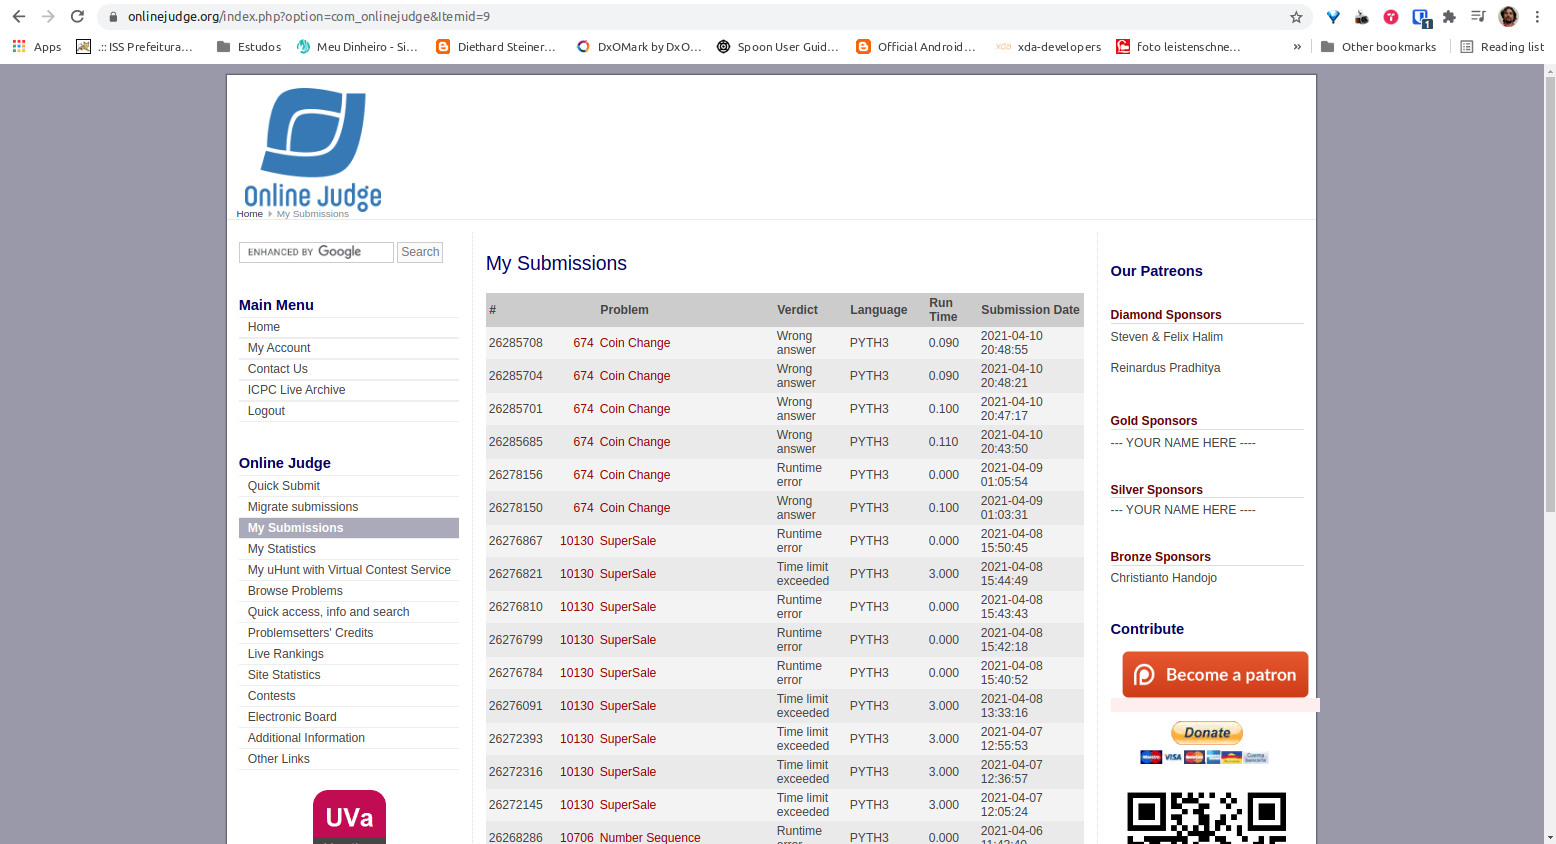 onlinejudge.org/index.php?option=com_onlinejudge&Itemid=9
1
Apps
.:: ISS Prefeitura…
Estudos
Meu Dinheiro - Si…
Diethard Steiner…
DxOMark by DxO…
Spoon User Guid…
Official Android…
xda xda-developers
foto leistenschne…
»
Other bookmarks
Reading list
Online Judge
Home My Submissions
ENHANCED BY Google Search
Main Menu
Home
My Account
Contact Us
ICPC Live Archive
Logout
Online Judge
Quick Submit
Migrate submissions
My Submissions
My Statistics
My uHunt with Virtual Contest Service
Browse Problems
Quick access, info and search
Problemsetters' Credits
Live Rankings
Site Statistics
Contests
Electronic Board
Additional Information
Other Links
UVa
My Submissions
# Problem Verdict Language Run Time Submission Date
26285708 674 Coin Change Wrong answer PYTH3 0.090 2021-04-10 20:48:55
26285704 674 Coin Change Wrong answer PYTH3 0.090 2021-04-10 20:48:21
26285701 674 Coin Change Wrong answer PYTH3 0.100 2021-04-10 20:47:17
26285685 674 Coin Change Wrong answer PYTH3 0.110 2021-04-10 20:43:50
26278156 674 Coin Change Runtime error PYTH3 0.000 2021-04-09 01:05:54
26278150 674 Coin Change Wrong answer PYTH3 0.100 2021-04-09 01:03:31
26276867 10130 SuperSale Runtime error PYTH3 0.000 2021-04-08 15:50:45
26276821 10130 SuperSale Time limit exceeded PYTH3 3.000 2021-04-08 15:44:49
26276810 10130 SuperSale Runtime error PYTH3 0.000 2021-04-08 15:43:43
26276799 10130 SuperSale Runtime error PYTH3 0.000 2021-04-08 15:42:18
26276784 10130 SuperSale Runtime error PYTH3 0.000 2021-04-08 15:40:52
26276091 10130 SuperSale Time limit exceeded PYTH3 3.000 2021-04-08 13:33:16
26272393 10130 SuperSale Time limit exceeded PYTH3 3.000 2021-04-07 12:55:53
26272316 10130 SuperSale Time limit exceeded PYTH3 3.000 2021-04-07 12:36:57
26272145 10130 SuperSale Time limit exceeded PYTH3 3.000 2021-04-07 12:05:24
26268286 10706 Number Sequence Runtime PYTH3 0.000 2021-04-06
Our Patreons
Diamond Sponsors
Steven & Felix Halim
Reinardus Pradhitya
Gold Sponsors
--- YOUR NAME HERE ----
Silver Sponsors
--- YOUR NAME HERE ----
Bronze Sponsors
Christianto Handojo
Contribute
Become a patron
Donate
VISA